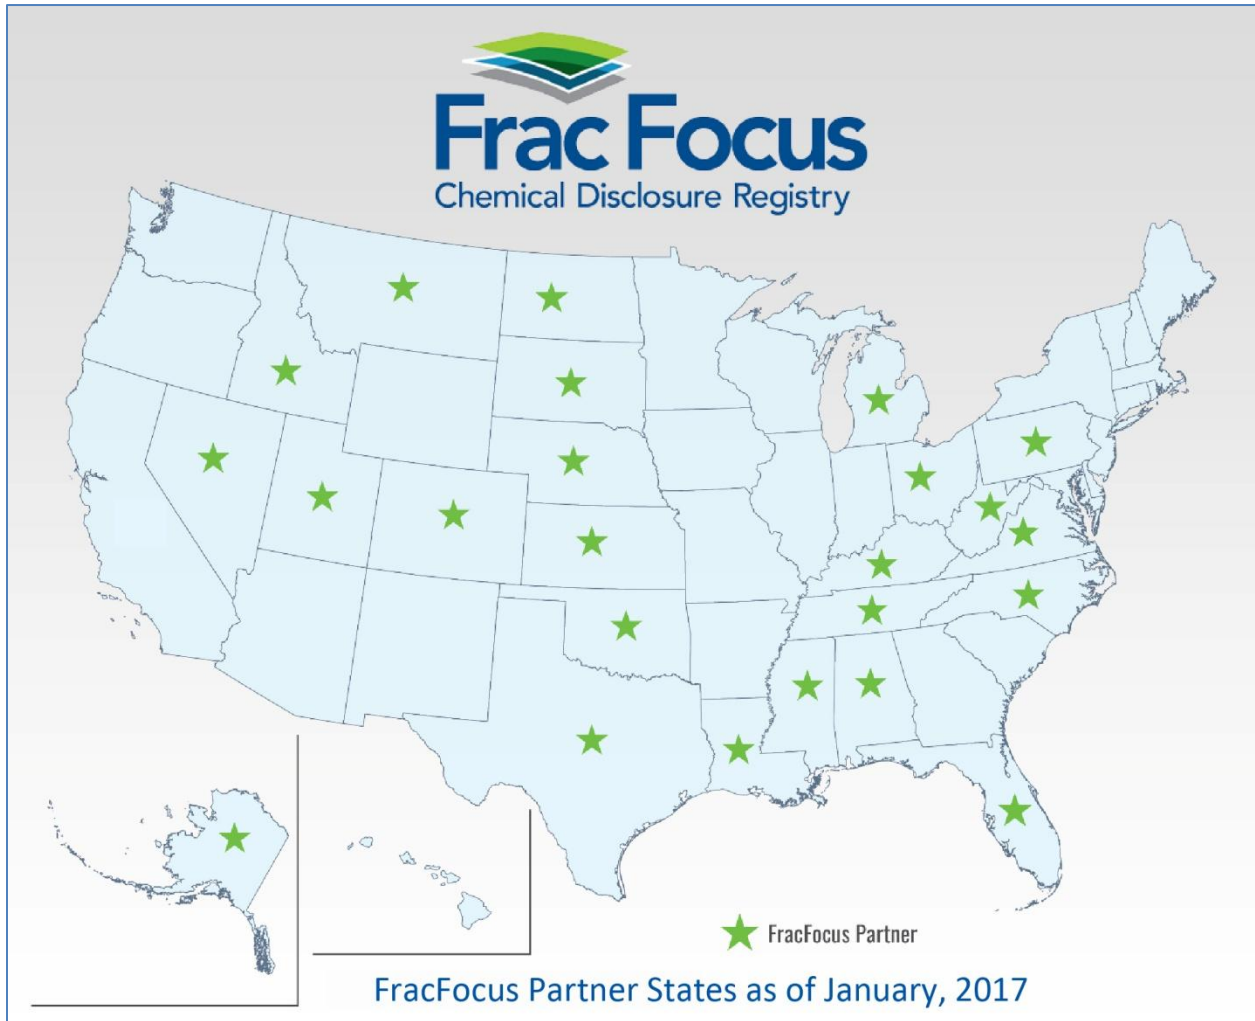 Frac Focus
Chemical Disclosure Registry
FracFocus Partner
FracFocus Partner States as of January, 2017